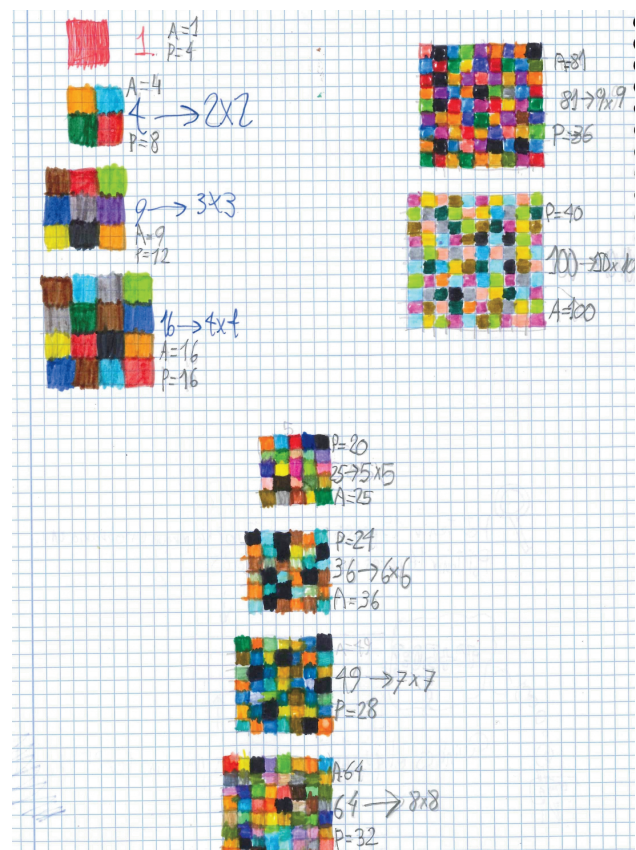 A=1
1
P=4
A=4
4 → 2x2
P=8
9 → 3x3
A=9
P=12
16 → 4x4
A=16
P=16
A=81
81→9x9
P=36
P=40
100→10x10
A=100
5
P=20
25→5x5
A=25
P=24
36→6x6
A=36
A=49
49→7x7
P=28
A=64
64 → 8x8
P=32